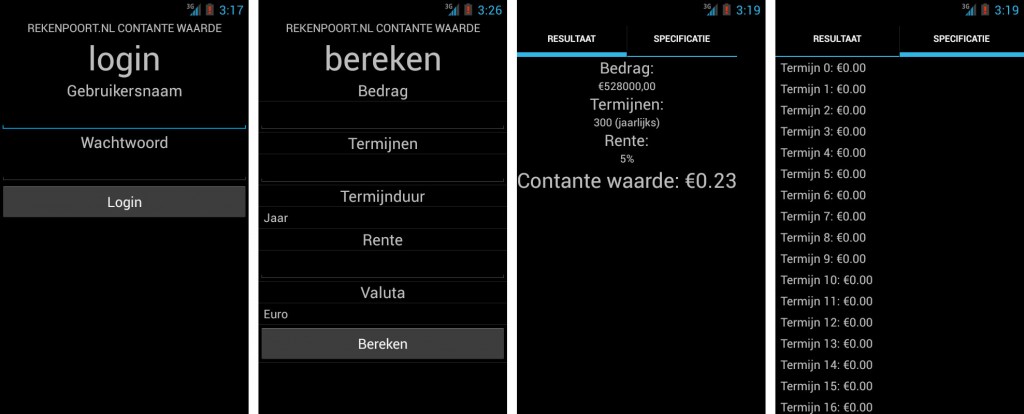 3G 3:17
REKENPOORT.NL CONTANTE WAARDE
login
Gebruikersnaam
Wachtwoord
Login
3G 3:26
REKENPOORT.NL CONTANTE WAARDE
bereken
Bedrag
Termijnen
Termijnduur
Jaar
Rente
Valuta
Euro
Bereken
3G 3:19
RESULTAAT SPECIFICATIE
Bedrag:
€528000,00
Termijnen:
300 (jaarlijks)
Rente:
5%
Contante waarde: €0.23
3G 3:19
RESULTAAT SPECIFICATIE
Termijn 0: €0.00
Termijn 1: €0.00
Termijn 2: €0.00
Termijn 3: €0.00
Termijn 4: €0.00
Termijn 5: €0.00
Termijn 6: €0.00
Termijn 7: €0.00
Termijn 8: €0.00
Termijn 9: €0.00
Termijn 10: €0.00
Termijn 11: €0.00
Termijn 12: €0.00
Termijn 13: €0.00
Termijn 14: €0.00
Termijn 15: €0.00
Termijn 16: €0.00